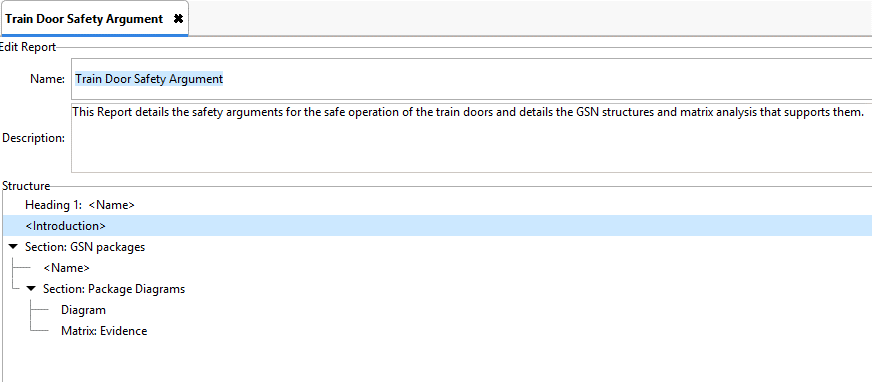 Train Door Safety Argument ✖
Edit Report
Name: Train Door Safety Argument
This Report details the safety arguments for the safe operation of the train doors and details the GSN structures and matrix analysis that supports them.
Description:
Structure
Heading 1: <Name>
<Introduction>
Section: GSN packages
<Name>
Section: Package Diagrams
Diagram
Matrix: Evidence